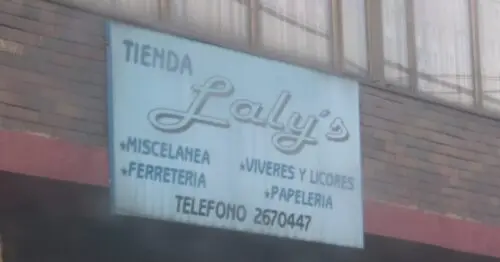 TIENDA
Laly's
*MISCELANEA
*VIVERES Y LICORES
*FERRETERIA
*PAPELERIA
TELEFONO 2670447